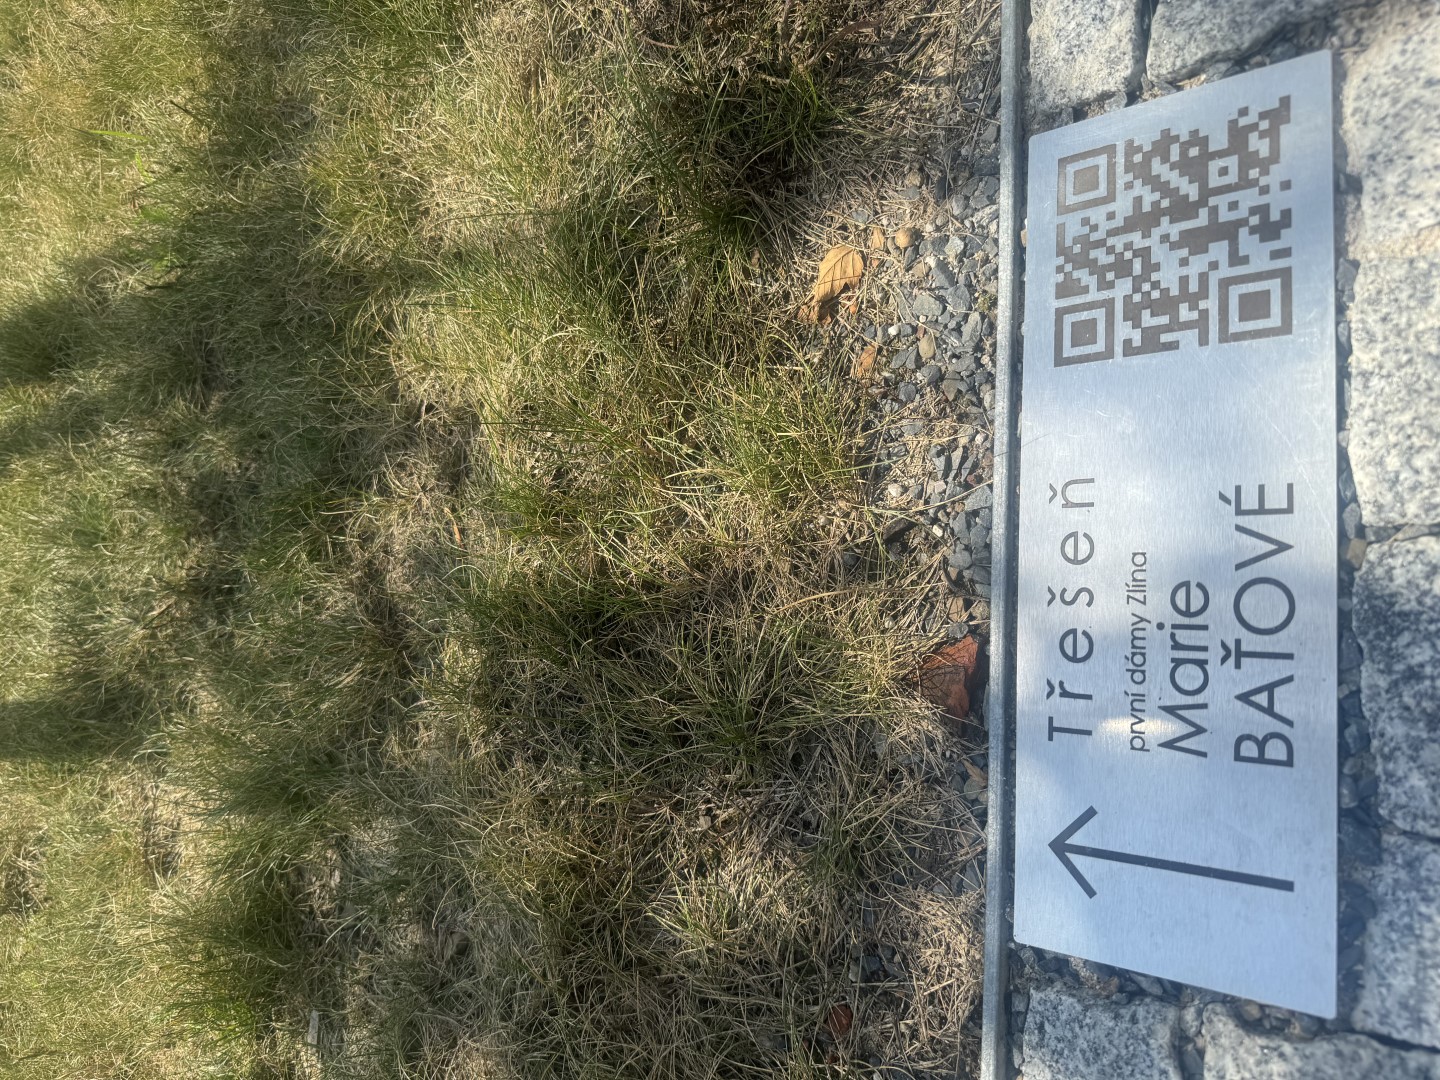 Třešeň
první dámy Zlína
Marie
BAŤOVÉ